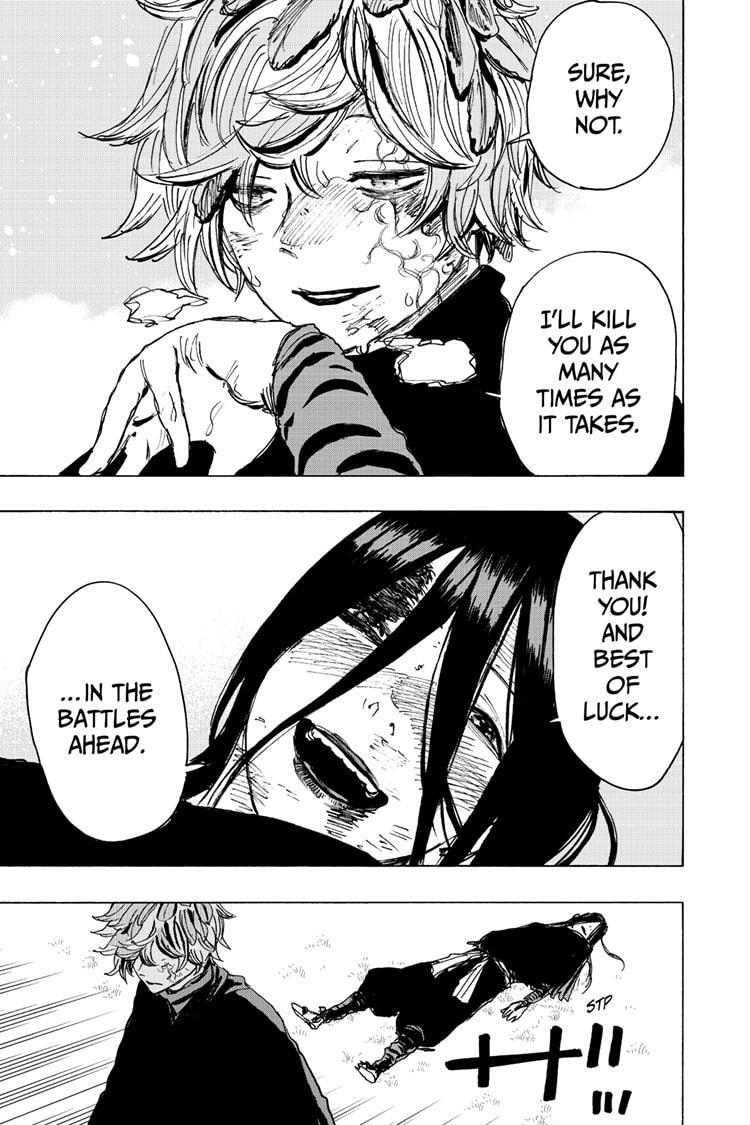 SURE,
WHY
NOT.
I'LL KILL
YOU AS
MANY
TIMES AS
IT TAKES.
THANK
YOU!
AND
BEST
OF
LUCK...
...IN THE
BATTLES
AHEAD.
STP
ザッ